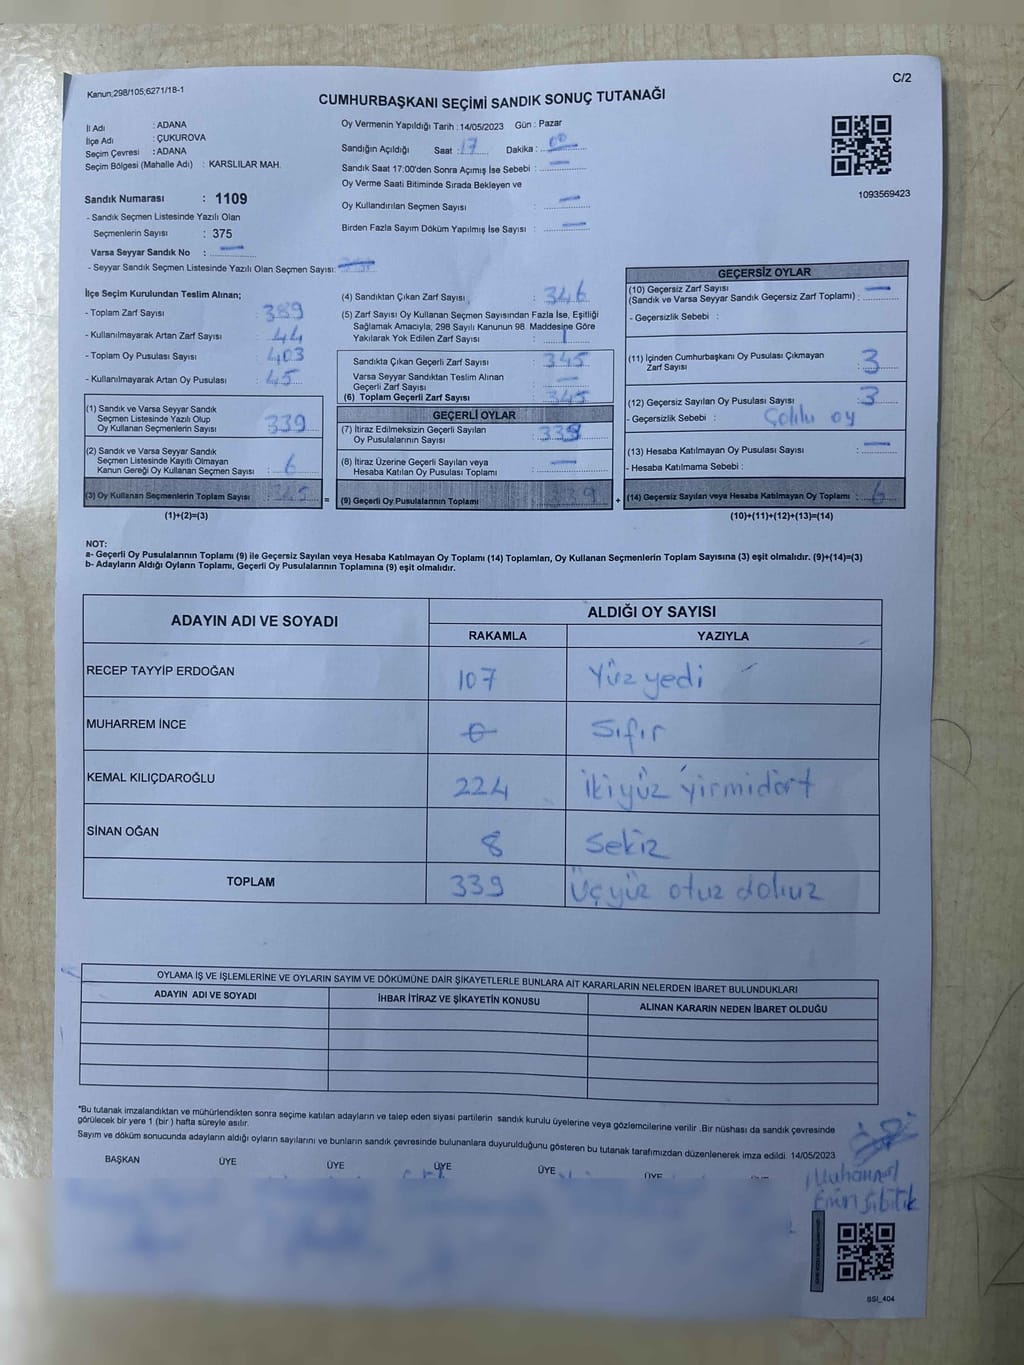 Kanun;298/105;6271/18-1
C/2
CUMHURBAŞKANI SEÇİMİ SANDIK SONUÇ TUTANAĞI
İl Adı : ADANA
İlçe Adı : ÇUKUROVA
Seçim Çevresi : ADANA
Seçim Bölgesi (Mahalle Adı) : KARSLILAR MAH.
Sandık Numarası : 1109
- Sandık Seçmen Listesinde Yazılı Olan
Seçmenlerin Sayısı : 375
Varsa Seyyar Sandık No : —
- Seyyar Sandık Seçmen Listesinde Yazılı Olan Seçmen Sayısı:
Oy Vermenin Yapıldığı Tarih : 14/05/2023 Gün : Pazar
Sandığın Açıldığı Saat : 17 Dakika : 00
Sandık Saat 17:00'den Sonra Açımış İse Sebebi : —
Oy Verme Saati Bitiminde Sırada Bekleyen ve
Oy Kullandırılan Seçmen Sayısı : —
Birden Fazla Sayım Döküm Yapılmış İse Sayısı : —
1093569423
İlçe Seçim Kurulundan Teslim Alınan;
- Toplam Zarf Sayısı : 389
- Kullanılmayarak Artan Zarf Sayısı : 44
- Toplam Oy Pusulası Sayısı : 403
- Kullanılmayarak Artan Oy Pusulası : 45
(1) Sandık ve Varsa Seyyar Sandık
Seçmen Listesinde Yazılı Olup
Oy Kullanan Seçmenlerin Sayısı : 339
(2) Sandık ve Varsa Seyyar Sandık
Seçmen Listesinde Kayıtlı Olmayan
Kanun Gereği Oy Kullanan Seçmen Sayısı : 6
(3) Oy Kullanan Seçmenlerin Toplam Sayısı : 345
(1)+(2)=(3)
(4) Sandıktan Çıkan Zarf Sayısı : 346
(5) Zarf Sayısı Oy Kullanan Seçmen Sayısından Fazla İse, Eşitliği
Sağlamak Amacıyla, 298 Sayılı Kanunun 98. Maddesine Göre
Yakılarak Yok Edilen Zarf Sayısı : 1
Sandıkta Çıkan Geçerli Zarf Sayısı : 345
Varsa Seyyar Sandıktan Teslim Alınan
Geçerli Zarf Sayısı : —
(6) Toplam Geçerli Zarf Sayısı : 345
GEÇERLİ OYLAR
(7) İtiraz Edilmeksizin Geçerli Sayılan
Oy Pusulalarının Sayısı : 339
(8) İtiraz Üzerine Geçerli Sayılan veya
Hesaba Katılan Oy Pusulası Toplamı : —
= (9) Geçerli Oy Pusulalarının Toplamı : 339
GEÇERSİZ OYLAR
(10) Geçersiz Zarf Sayısı
(Sandık ve Varsa Seyyar Sandık Geçersiz Zarf Toplamı) : —
- Geçersizlik Sebebi :
(11) İçinden Cumhurbaşkanı Oy Pusulası Çıkmayan
Zarf Sayısı : 3
(12) Geçersiz Sayılan Oy Pusulası Sayısı : 3
- Geçersizlik Sebebi : oy
(13) Hesaba Katılmayan Oy Pusulası Sayısı : —
- Hesaba Katılmama Sebebi :
+ (14) Geçersiz Sayılan veya Hesaba Katılmayan Oy Toplamı : 6
(10)+(11)+(12)+(13)=(14)
NOT:
a- Geçerli Oy Pusulalarının Toplamı (9) ile Geçersiz Sayılan veya Hesaba Katılmayan Oy Toplamı (14) Toplamları, Oy Kullanan Seçmenlerin Toplam Sayısına (3) eşit olmalıdır. (9)+(14)=(3)
b- Adayların Aldığı Oyların Toplamı, Geçerli Oy Pusulalarının Toplamına (9) eşit olmalıdır.
ADAYIN ADI VE SOYADI ALDIĞI OY SAYISI
RAKAMLA YAZIYLA
RECEP TAYYİP ERDOĞAN 107 Yüz yedi
MUHARREM İNCE 0 Sıfır
KEMAL KILIÇDAROĞLU 224 ikiyüz yirmidört
SİNAN OĞAN 8 Sekiz
TOPLAM 339 Üçyüz otuz dokuz
OYLAMA İŞ VE İŞLEMLERİNE VE OYLARIN SAYIM VE DÖKÜMÜNE DAİR ŞİKAYETLERLE BUNLARA AİT KARARLARIN NELERDEN İBARET BULUNDUKLARI
ADAYIN ADI VE SOYADI İHBAR İTİRAZ VE ŞİKAYETİN KONUSU ALINAN KARARIN NEDEN İBARET OLDUĞU
*Bu tutanak imzalandıktan ve mühürlendikten sonra seçime katılan adayların ve talep eden siyasi partilerin sandık kurulu üyelerine veya gözlemcilerine verilir .Bir nüshası da sandık çevresinde
görülecek bir yere 1 (bir ) hafta süreyle asılır.
Sayım ve döküm sonucunda adayların aldığı oyların sayılarını ve bunların sandık çevresinde bulunanlara duyurulduğunu gösteren bu tutanak tarafımızdan düzenlenerek imza edildi. 14/05/2023
BAŞKAN ÜYE ÜYE ÜYE ÜYE ÜYE
SSI_404